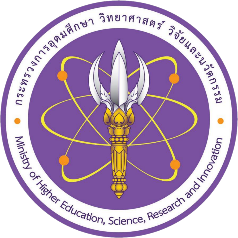 กระทรวงการอุดมศึกษา วิทยาศาสตร์ วิจัยและนวัตกรรม
Ministry of Higher Education, Science, Research and Innovation